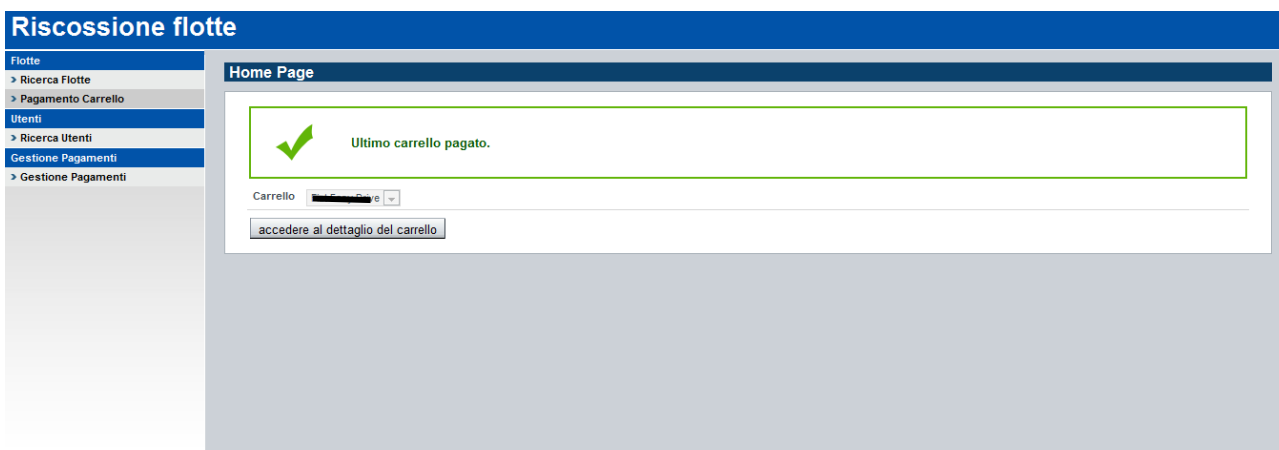 Riscossione flotte
Flotte
Ricerca Flotte
Pagamento Carrello
Utenti
Ricerca Utenti
Gestione Pagamenti
Gestione Pagamenti
Home Page
Ultimo carrello pagato.
Carrello
accedere al dettaglio del carrello